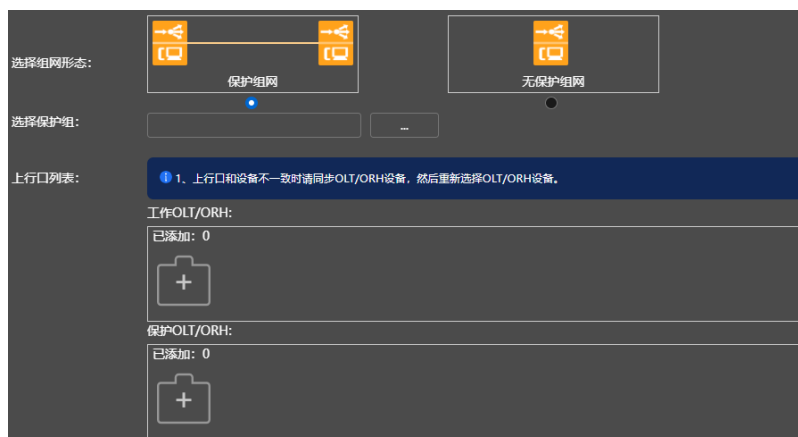 选择组网形态:
保护组网
无保护组网
选择保护组:
...
上行口列表:
1、上行口和设备不一致时请同步OLT/ORH设备，然后重新选择OLT/ORH设备。
工作OLT/ORH:
已添加: 0
保护OLT/ORH:
已添加: 0